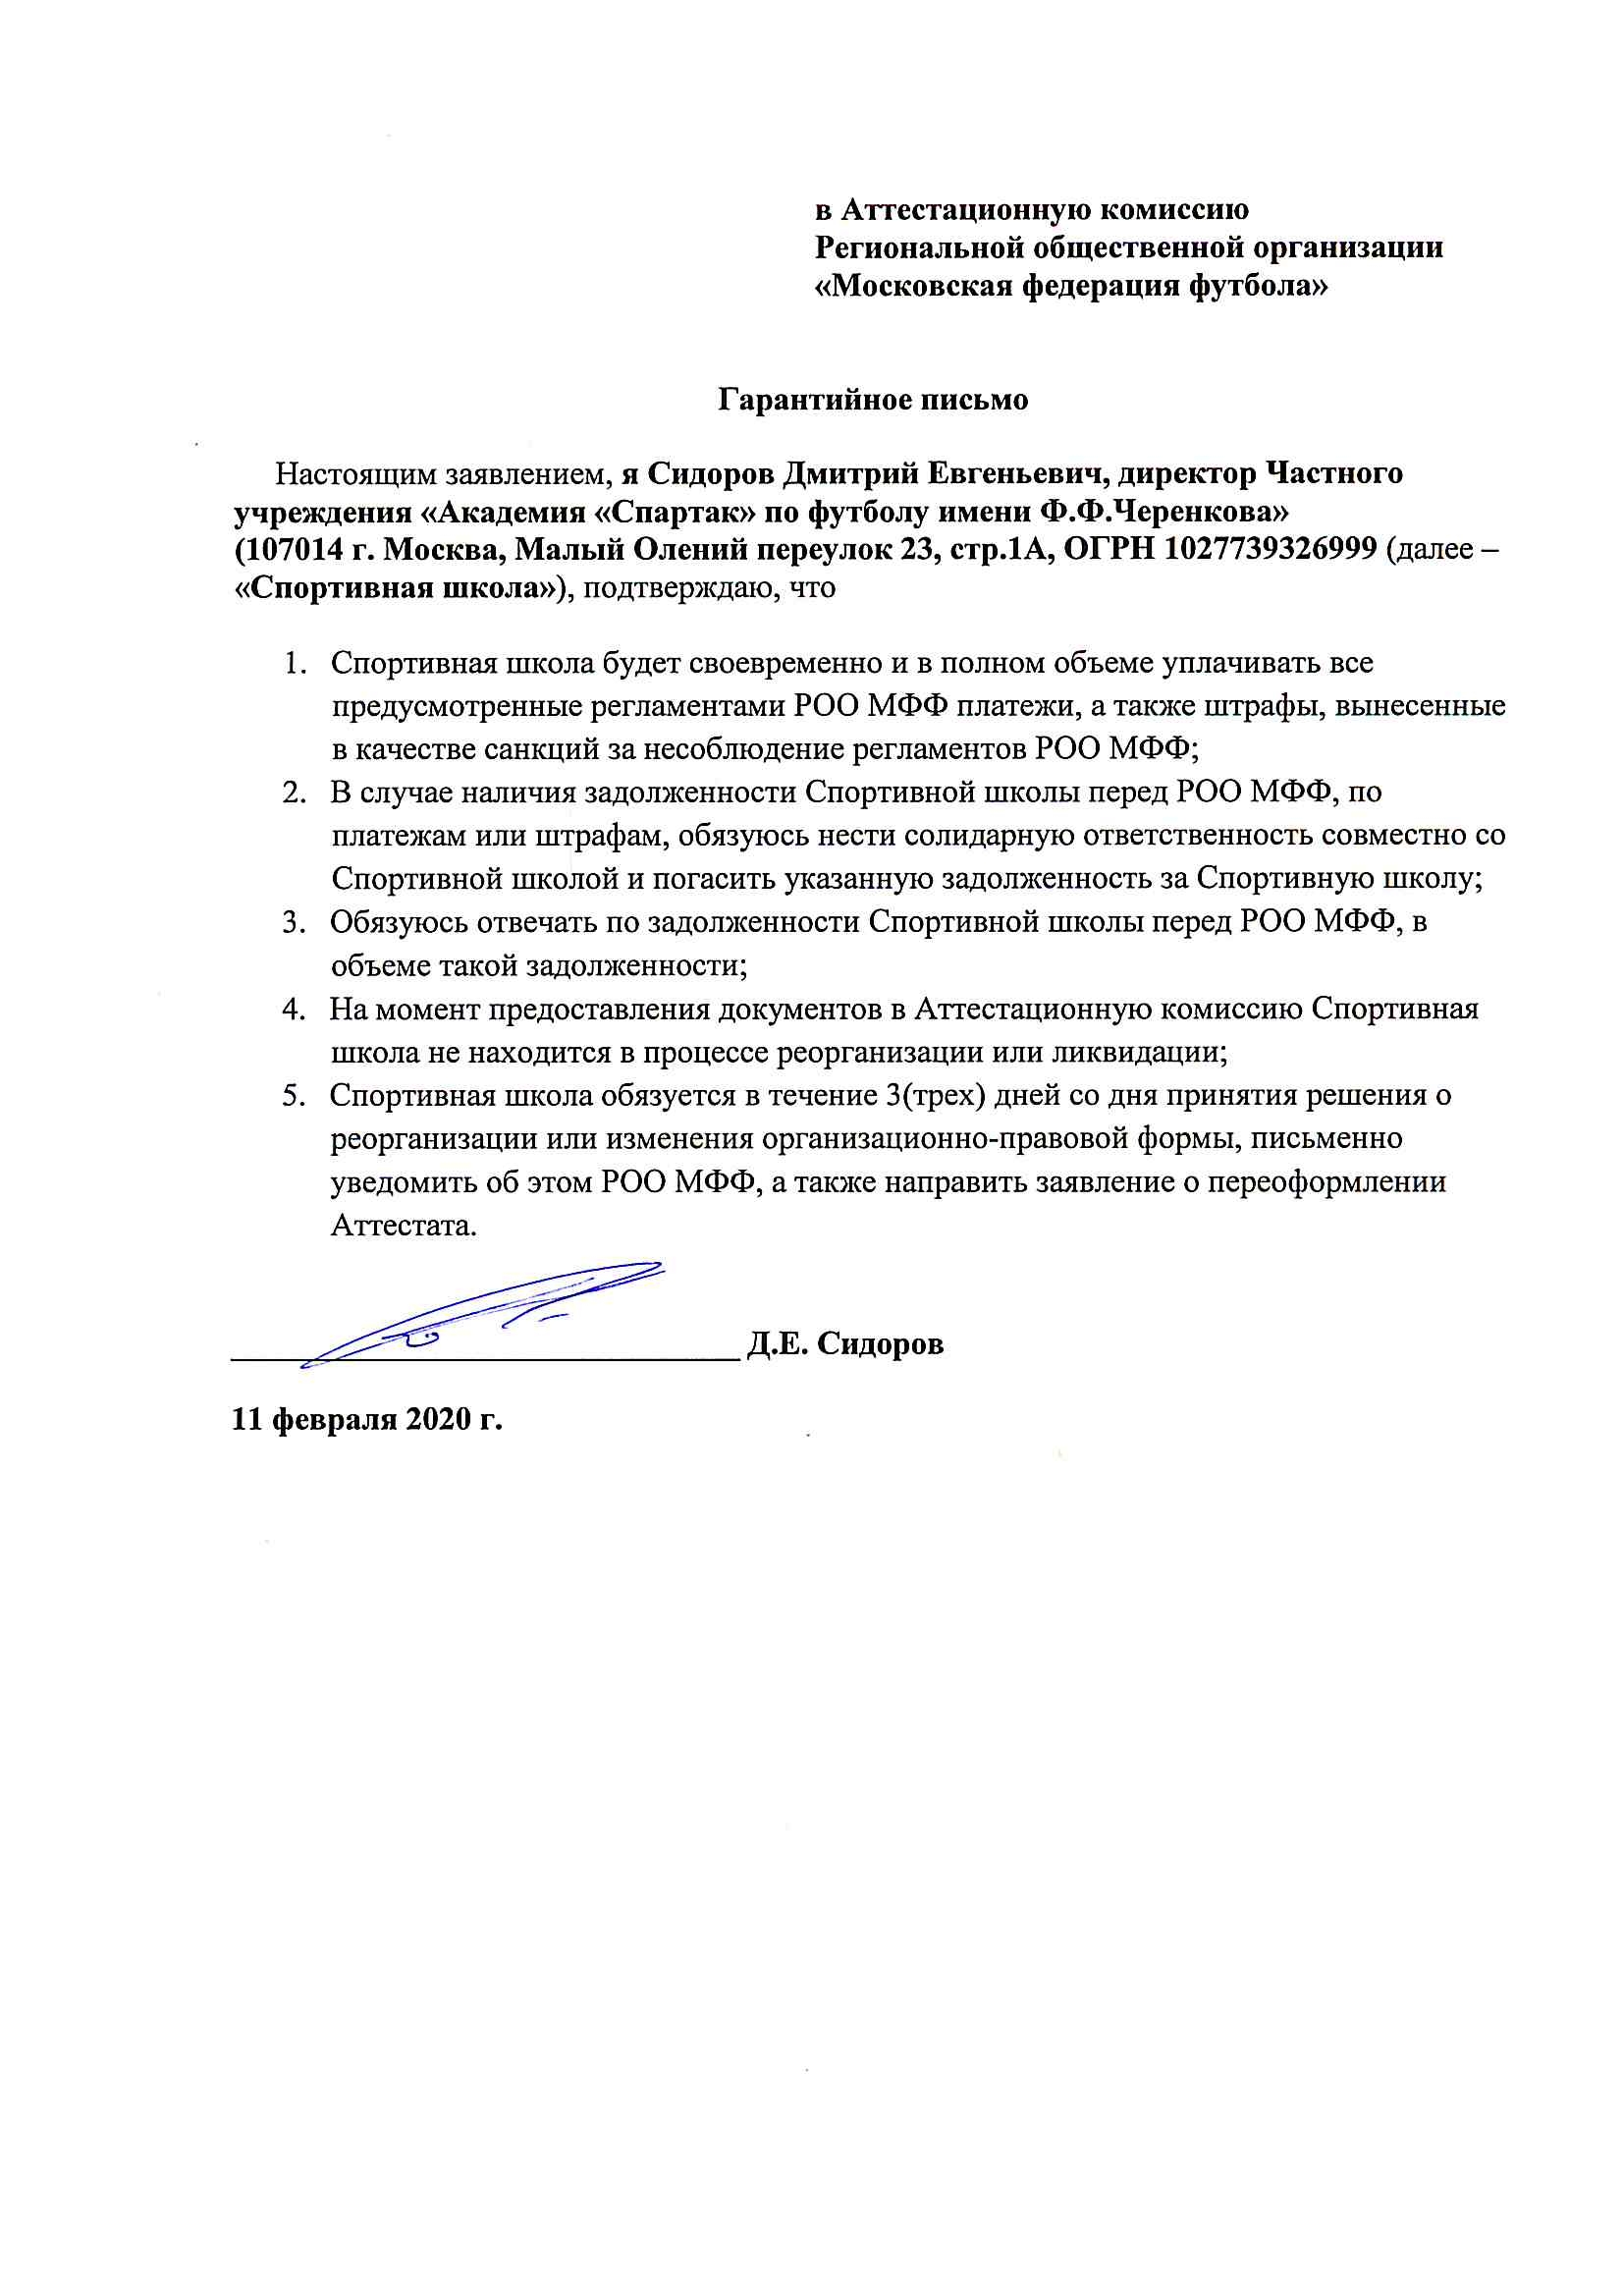 в Аттестационную комиссию
Региональной общественной организации
«Московская федерация футбола»
Гарантийное письмо
Настоящим заявлением, я Сидоров Дмитрий Евгеньевич, директор Частного
учреждения «Академия «Спартак» по футболу имени Ф.Ф.Черенкова»
(107014 г. Москва, Малый Олений переулок 23, стр.1А, ОГРН 1027739326999 (далее –
«Спортивная школа»), подтверждаю, что
1. Спортивная школа будет своевременно и в полном объеме уплачивать все
предусмотренные регламентами РОО МФФ платежи, а также штрафы, вынесенные
в качестве санкций за несоблюдение регламентов РОО МФФ;
2. В случае наличия задолженности Спортивной школы перед РОО МФФ, по
платежам или штрафам, обязуюсь нести солидарную ответственность совместно со
Спортивной школой и погасить указанную задолженность за Спортивную школу;
3. Обязуюсь отвечать по задолженности Спортивной школы перед РОО МФФ, в
объеме такой задолженности;
4. На момент предоставления документов в Аттестационную комиссию Спортивная
школа не находится в процессе реорганизации или ликвидации;
5. Спортивная школа обязуется в течение 3(трех) дней со дня принятия решения о
реорганизации или изменения организационно-правовой формы, письменно
уведомить об этом РОО МФФ, а также направить заявление о переоформлении
Аттестата.
Д.Е. Сидоров
11 февраля 2020 г.